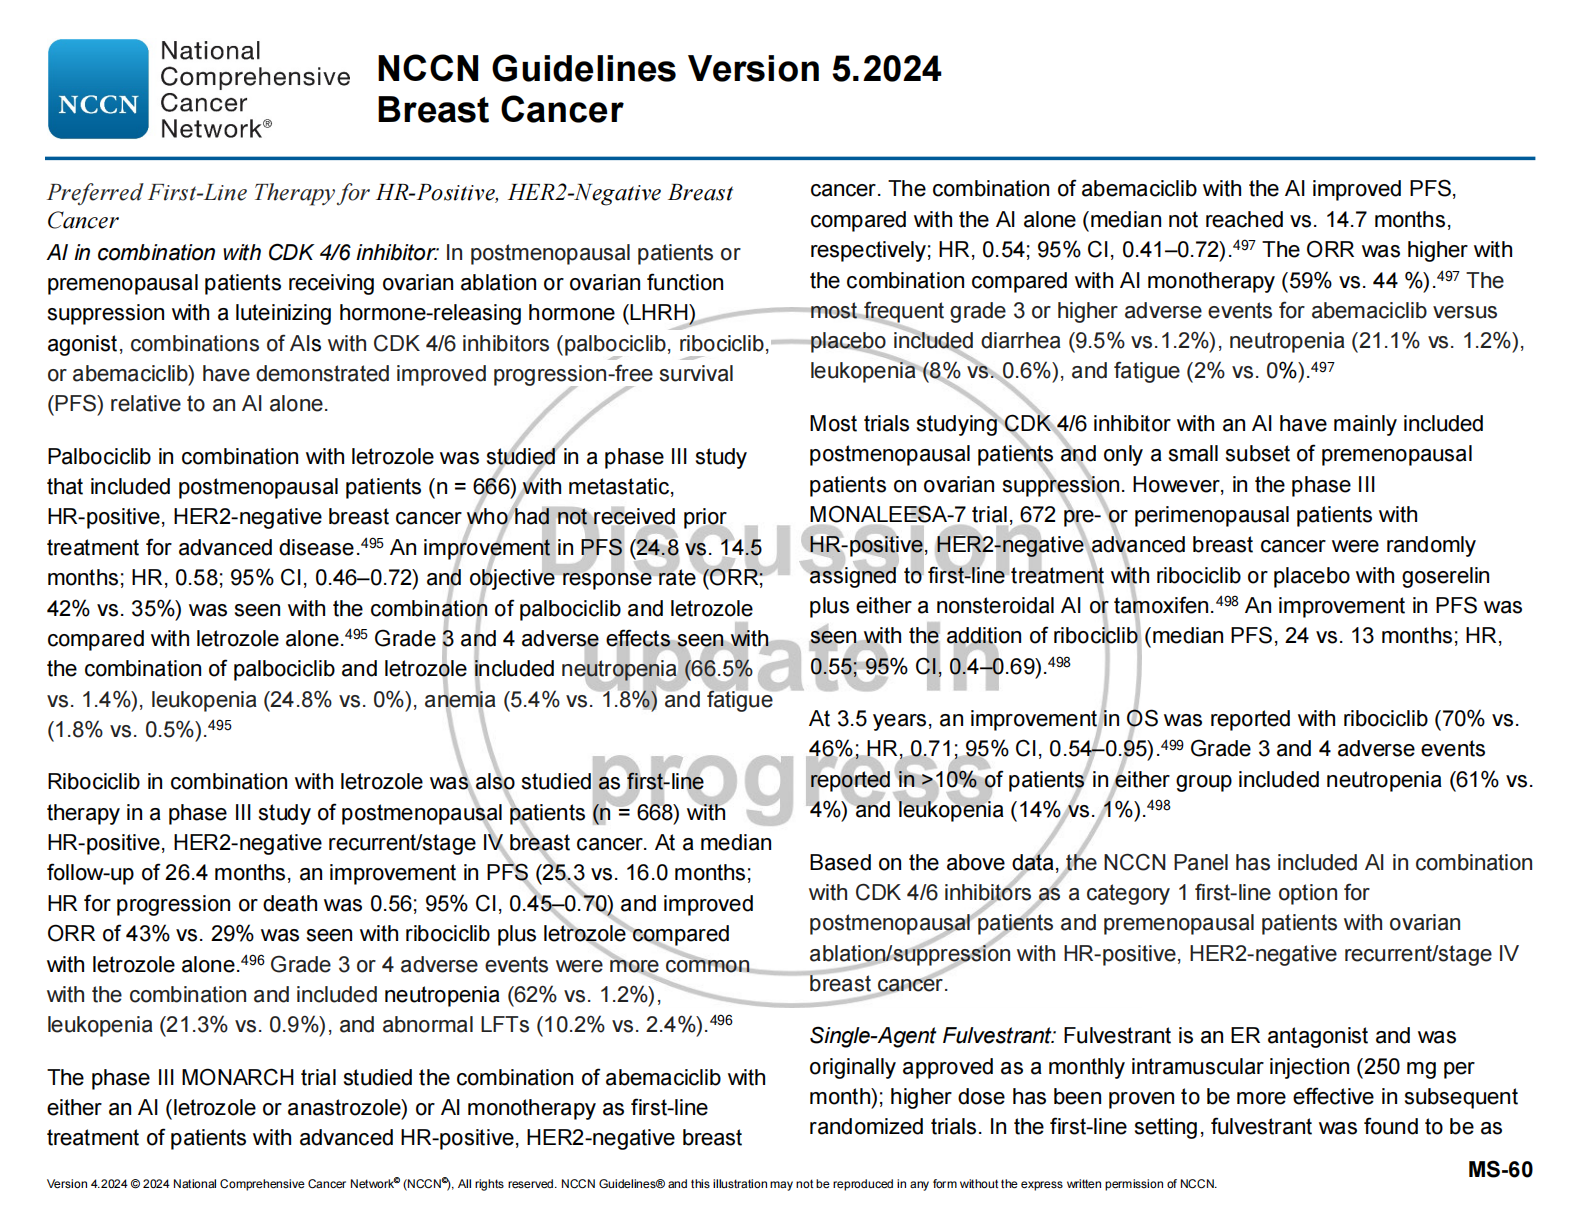 National
Comprehensive
Cancer
Network®
NCCN
NCCN Guidelines Version 5.2024
Breast Cancer
Preferred First-Line Therapy for HR-Positive, HER2-Negative Breast
Cancer
AI in combination with CDK 4/6 inhibitor: In postmenopausal patients or
premenopausal patients receiving ovarian ablation or ovarian function
suppression with a luteinizing hormone-releasing hormone (LHRH)
agonist, combinations of AIs with CDK 4/6 inhibitors (palbociclib, ribociclib,
or abemaciclib) have demonstrated improved progression-free survival
(PFS) relative to an AI alone.
Palbociclib in combination with letrozole was studied in a phase III study
that included postmenopausal patients (n = 666) with metastatic,
HR-positive, HER2-negative breast cancer who had not received prior
treatment for advanced disease.495 An improvement in PFS (24.8 vs. 14.5
months; HR, 0.58; 95% CI, 0.46–0.72) and objective response rate (ORR;
42% vs. 35%) was seen with the combination of palbociclib and letrozole
compared with letrozole alone.495 Grade 3 and 4 adverse effects seen with
the combination of palbociclib and letrozole included neutropenia (66.5%
vs. 1.4%), leukopenia (24.8% vs. 0%), anemia (5.4% vs. 1.8%) and fatigue
(1.8% vs. 0.5%).495
Ribociclib in combination with letrozole was also studied as first-line
therapy in a phase III study of postmenopausal patients (n = 668) with
HR-positive, HER2-negative recurrent/stage IV breast cancer. At a median
follow-up of 26.4 months, an improvement in PFS (25.3 vs. 16.0 months;
HR for progression or death was 0.56; 95% CI, 0.45–0.70) and improved
ORR of 43% vs. 29% was seen with ribociclib plus letrozole compared
with letrozole alone.496 Grade 3 or 4 adverse events were more common
with the combination and included neutropenia (62% vs. 1.2%),
leukopenia (21.3% vs. 0.9%), and abnormal LFTs (10.2% vs. 2.4%).496
The phase III MONARCH trial studied the combination of abemaciclib with
either an AI (letrozole or anastrozole) or AI monotherapy as first-line
treatment of patients with advanced HR-positive, HER2-negative breast
cancer. The combination of abemaciclib with the AI improved PFS,
compared with the AI alone (median not reached vs. 14.7 months,
respectively; HR, 0.54; 95% CI, 0.41–0.72).497 The ORR was higher with
the combination compared with AI monotherapy (59% vs. 44 %).497 The
most frequent grade 3 or higher adverse events for abemaciclib versus
placebo included diarrhea (9.5% vs.1.2%), neutropenia (21.1% vs. 1.2%),
leukopenia (8% vs. 0.6%), and fatigue (2% vs. 0%).497
Most trials studying CDK 4/6 inhibitor with an AI have mainly included
postmenopausal patients and only a small subset of premenopausal
patients on ovarian suppression. However, in the phase III
MONALEESA-7 trial, 672 pre- or perimenopausal patients with
HR-positive, HER2-negative advanced breast cancer were randomly
assigned to first-line treatment with ribociclib or placebo with goserelin
plus either a nonsteroidal AI or tamoxifen.498 An improvement in PFS was
seen with the addition of ribociclib (median PFS, 24 vs. 13 months; HR,
0.55; 95% CI, 0.4–0.69).498
At 3.5 years, an improvement in OS was reported with ribociclib (70% vs.
46%; HR, 0.71; 95% CI, 0.54–0.95).499 Grade 3 and 4 adverse events
reported in >10% of patients in either group included neutropenia (61% vs.
4%) and leukopenia (14% vs. 1%).498
Based on the above data, the NCCN Panel has included AI in combination
with CDK 4/6 inhibitors as a category 1 first-line option for
postmenopausal patients and premenopausal patients with ovarian
ablation/suppression with HR-positive, HER2-negative recurrent/stage IV
breast cancer.
Single-Agent Fulvestrant: Fulvestrant is an ER antagonist and was
originally approved as a monthly intramuscular injection (250 mg per
month); higher dose has been proven to be more effective in subsequent
randomized trials. In the first-line setting, fulvestrant was found to be as
Discussion
update in
progress
MS-60
Version 4.2024 © 2024 National Comprehensive Cancer Network© (NCCN©), All rights reserved. NCCN Guidelines® and this illustration may not be reproduced in any form without the express written permission of NCCN.